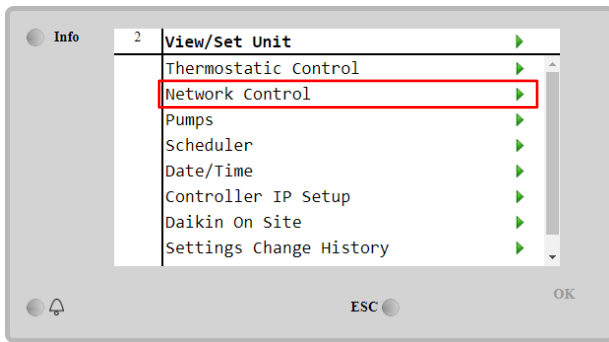 Info
2 View/Set Unit
Thermostatic Control
Network Control
Pumps
Scheduler
Date/Time
Controller IP Setup
Daikin On Site
Settings Change History
ESC
OK